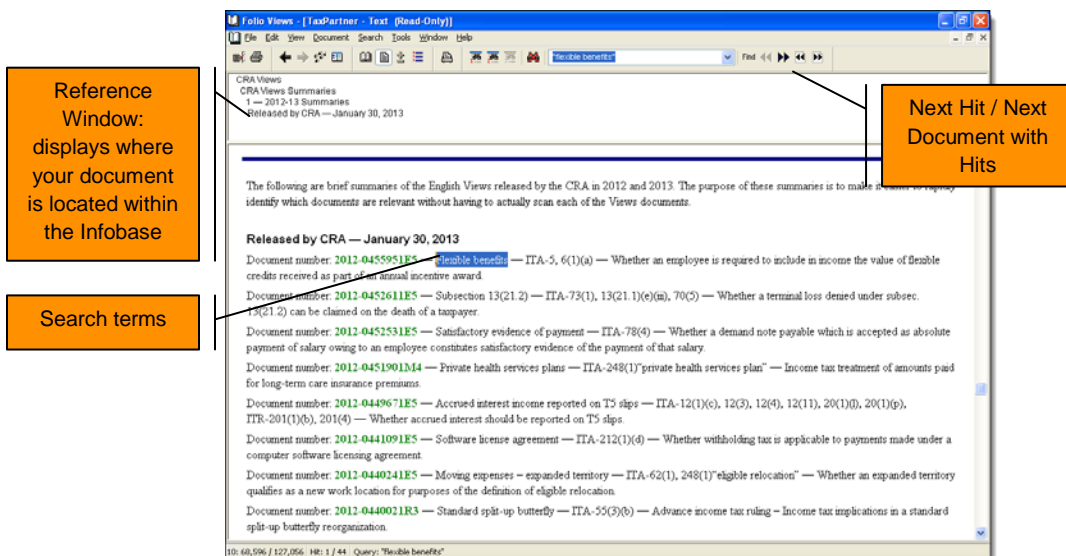 Folio Views - [TaxPartner - Text (Read-Only)]
File Edit View Document Search Tools Window Help
"flexible benefits" Find
CRA Views
CRA Views Summaries
1 — 2012-13 Summaries
Released by CRA — January 30, 2013
Reference
Window:
displays where
your document
is located within
the Infobase
Next Hit / Next
Document with
Hits
The following are brief summaries of the English Views released by the CRA in 2012 and 2013. The purpose of these summaries is to make it easier to rapidly
identify which documents are relevant without having to actually scan each of the Views documents.
Released by CRA — January 30, 2013
Document number: 2012-0455951E5 — Flexible benefits — ITA-5, 6(1)(a) — Whether an employee is required to include in income the value of flexible
credits received as part of an annual incentive award.
Search terms
Document number: 2012-0452611E5 — Subsection 13(21.2) — ITA-73(1), 13(21.1)(e)(iii), 70(5) — Whether a terminal loss denied under subsec.
13(21.2) can be claimed on the death of a taxpayer.
Document number: 2012-0452531E5 — Satisfactory evidence of payment — ITA-78(4) — Whether a demand note payable which is accepted as absolute
payment of salary owing to an employee constitutes satisfactory evidence of the payment of that salary.
Document number: 2012-0451901M4 — Private health services plans — ITA-248(1)"private health services plan" — Income tax treatment of amounts paid
for long-term care insurance premiums.
Document number: 2012-0449671E5 — Accrued interest income reported on T5 slips — ITA-12(1)(c), 12(3), 12(4), 12(11), 20(1)(l), 20(1)(p),
ITR-201(1)(b), 201(4) — Whether accrued interest should be reported on T5 slips.
Document number: 2012-0441091E5 — Software license agreement — ITA-212(1)(d) — Whether withholding tax is applicable to payments made under a
computer software licensing agreement.
Document number: 2012-0440241E5 — Moving expenses – expanded territory — ITA-62(1), 248(1)"eligible relocation" — Whether an expanded territory
qualifies as a new work location for purposes of the definition of eligible relocation.
Document number: 2012-0440021R3 — Standard split-up butterfly — ITA-55(3)(b) — Advance income tax ruling – Income tax implications in a standard
split-up butterfly reorganization.
10: 68,596 / 127,056 Hit: 1 / 44 Query: "flexible benefits"